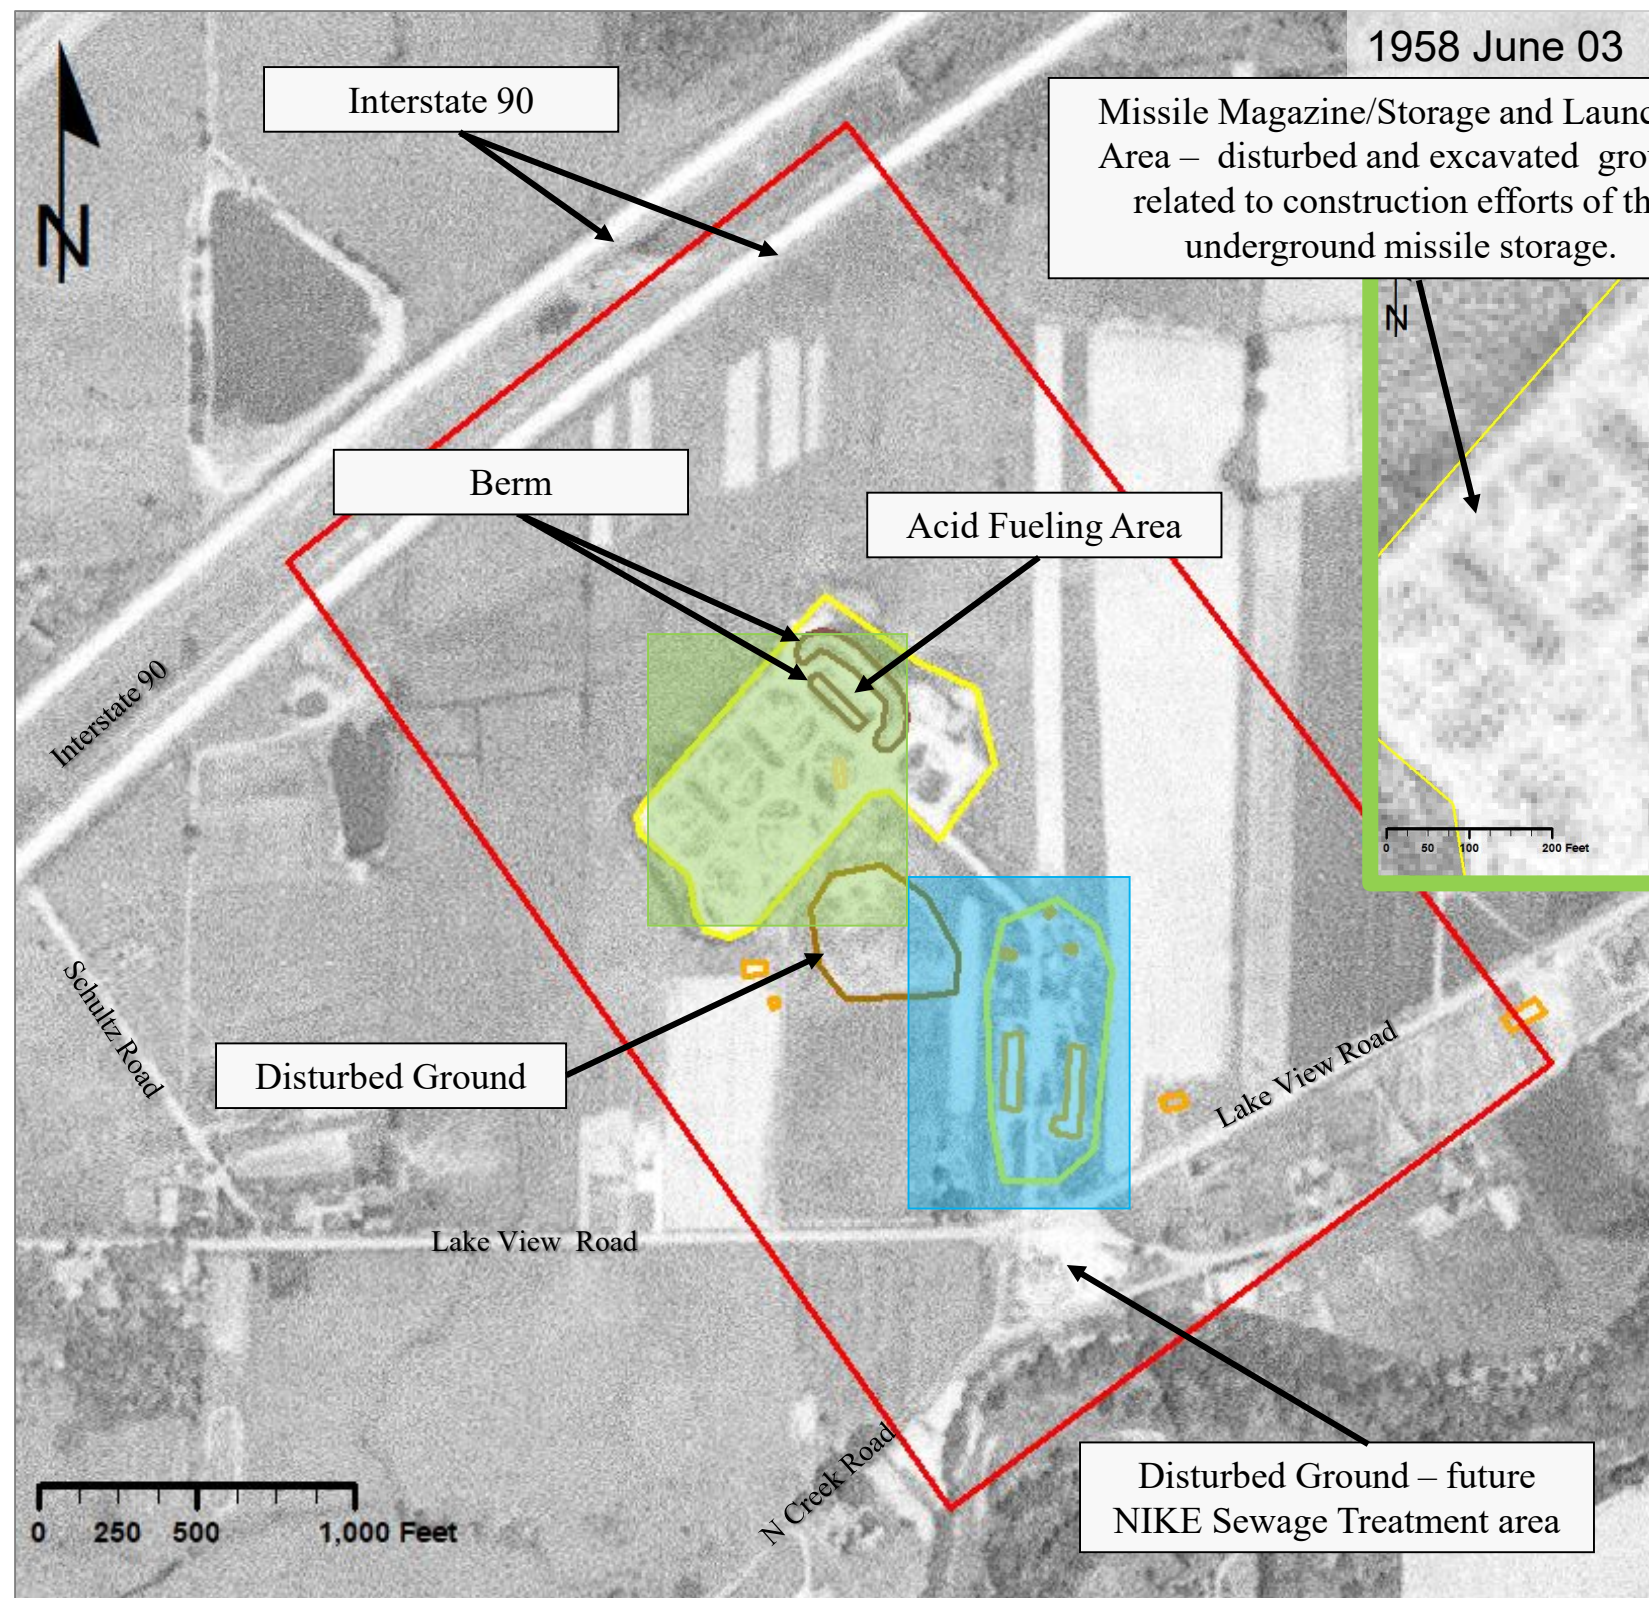 1958 June 03
Interstate 90
Missile Magazine/Storage and Launc
Area – disturbed and excavated gro
related to construction efforts of th
underground missile storage.
N
N
Berm
Acid Fueling Area
Interstate 90
0 50 100 200 Feet
Schultz Road
Disturbed Ground
Lake View Road
Lake View Road
N Creek Road
Disturbed Ground – future
NIKE Sewage Treatment area
0 250 500 1,000 Feet